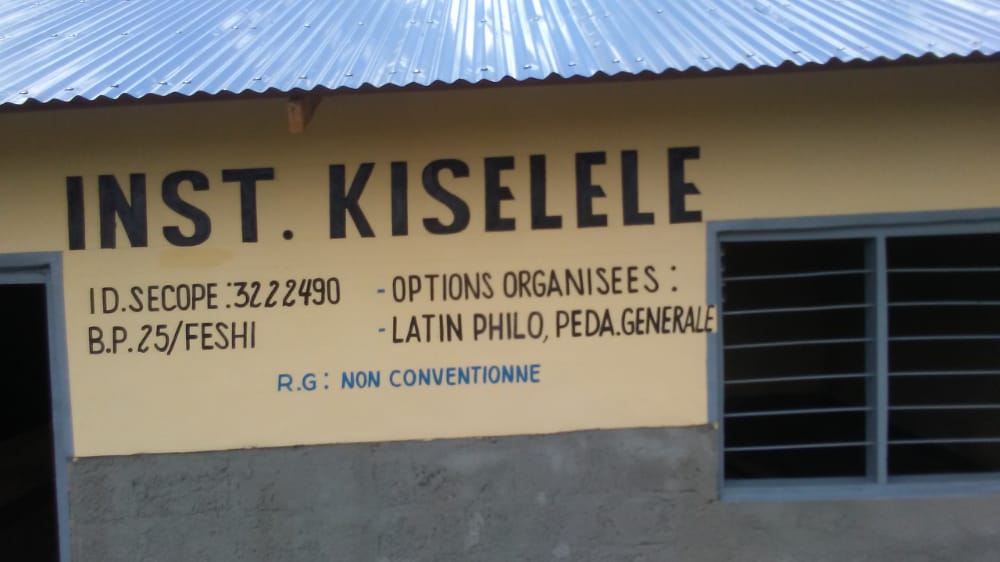 INST. KISELELE
ID.SECOPE:3222490
B.P.25/FESHI
-OPTIONS ORGANISEES:
-LATIN PHILO, PEDA.GENERALE
R.G: NON CONVENTIONNE